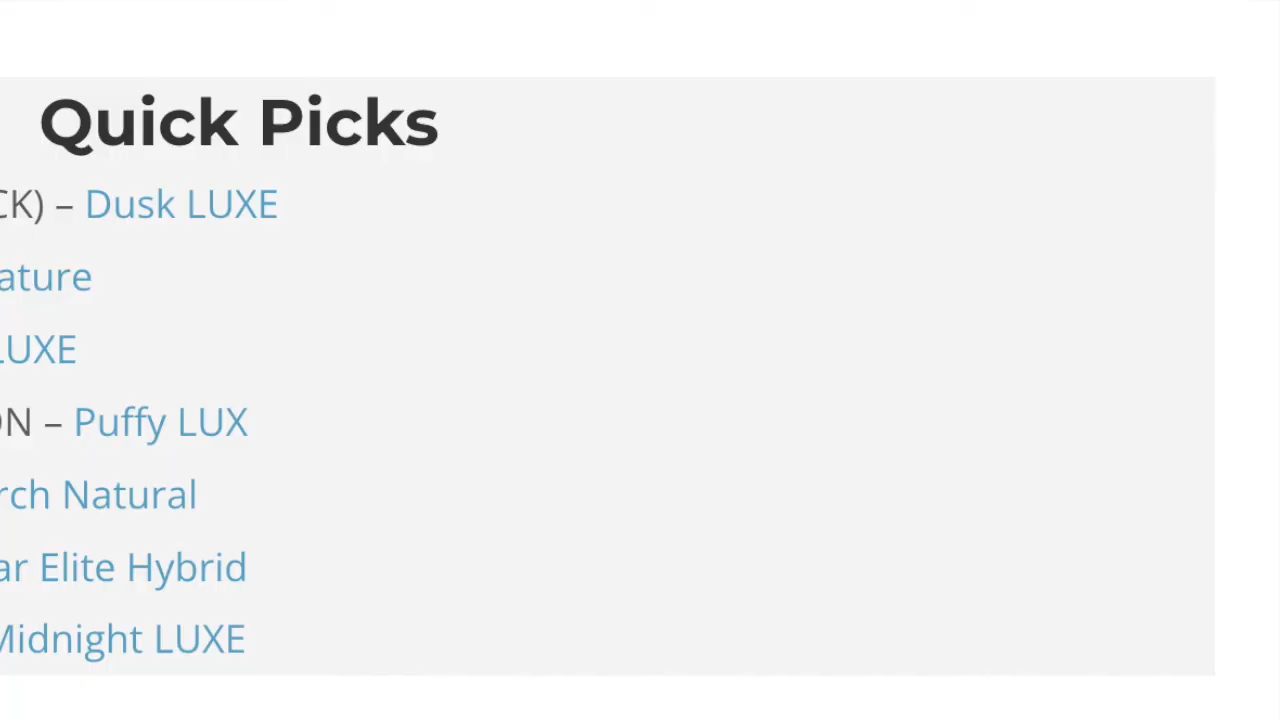 Quick Picks
CK) – Dusk LUXE
ature
LUXE
ON – Puffy LUX
rch Natural
ar Elite Hybrid
Midnight LUXE